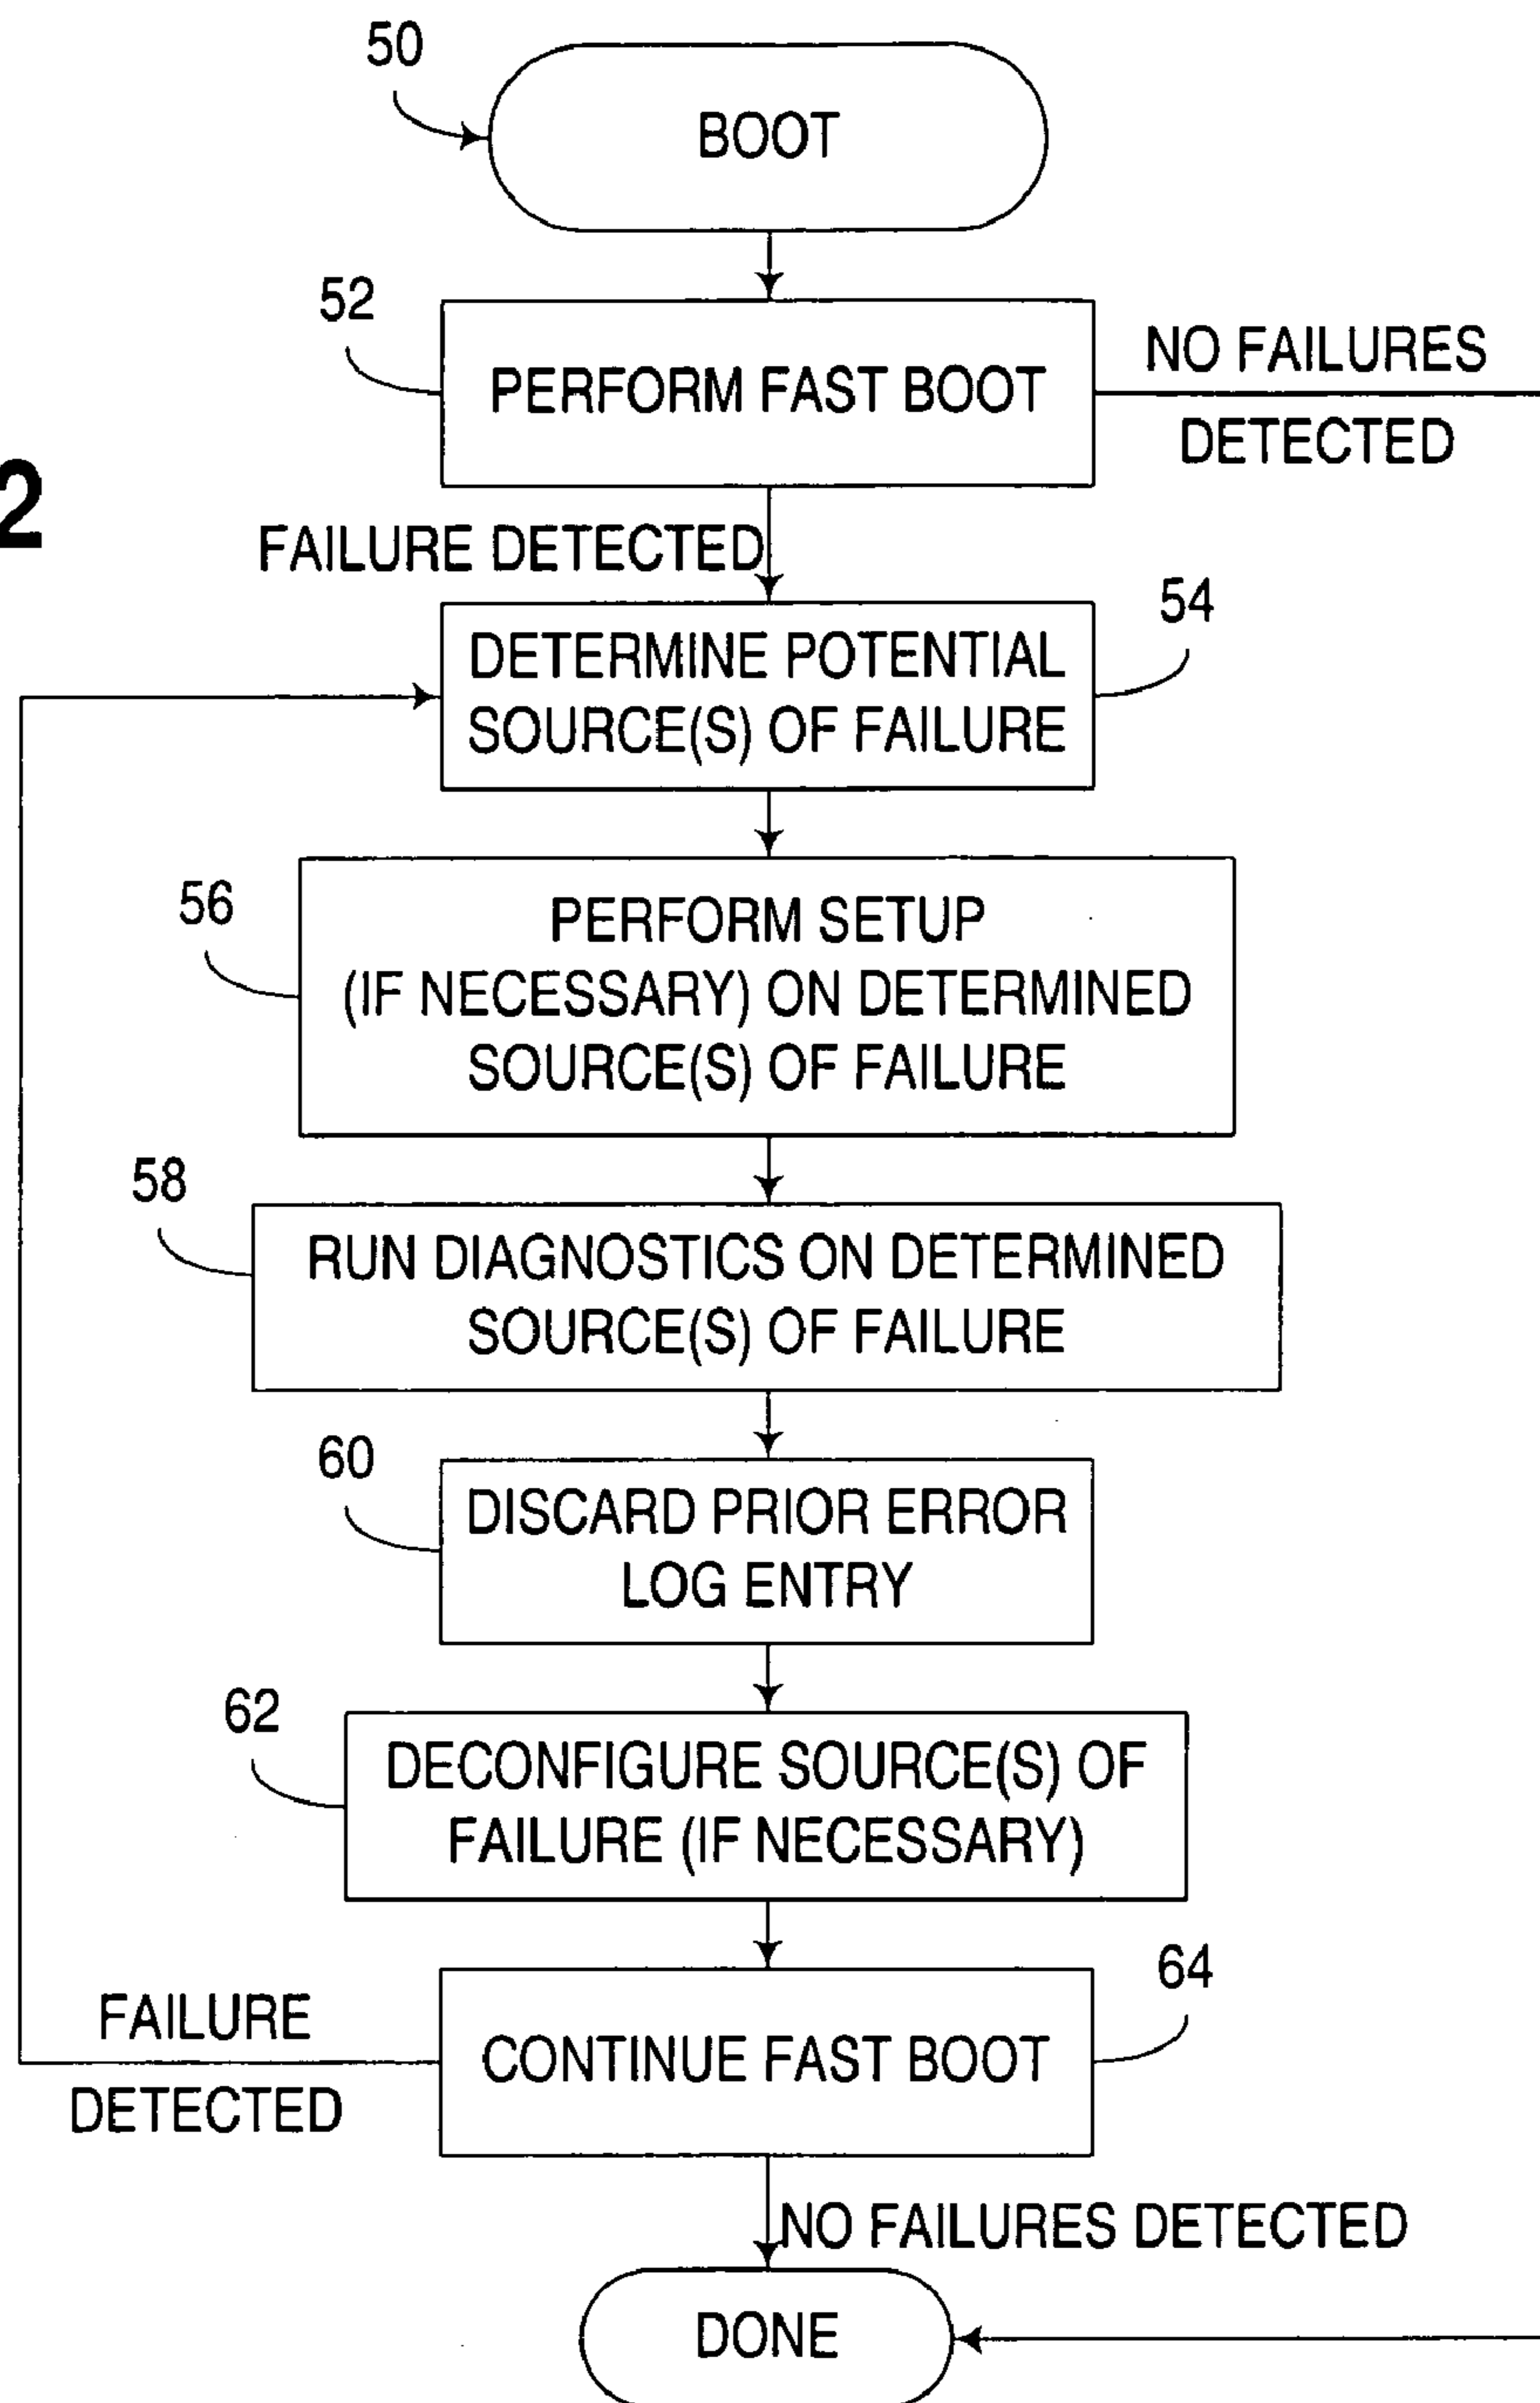 50
BOOT
52
PERFORM FAST BOOT
NO FAILURES
DETECTED
2
FAILURE DETECTED
54
DETERMINE POTENTIAL
SOURCE(S) OF FAILURE
56
PERFORM SETUP
(IF NECESSARY) ON DETERMINED
SOURCE(S) OF FAILURE
58
RUN DIAGNOSTICS ON DETERMINED
SOURCE(S) OF FAILURE
60
DISCARD PRIOR ERROR
LOG ENTRY
62
DECONFIGURE SOURCE(S) OF
FAILURE (IF NECESSARY)
64
FAILURE
DETECTED
CONTINUE FAST BOOT
NO FAILURES DETECTED
DONE